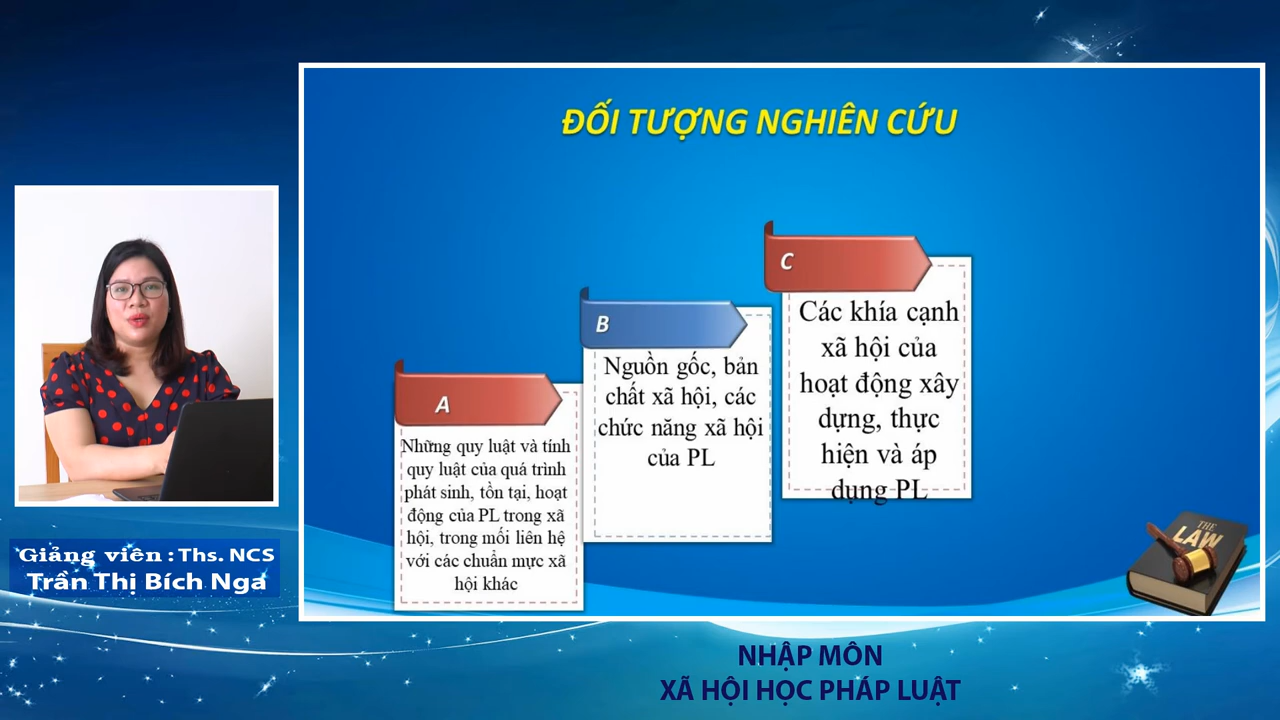 ĐỐI TƯỢNG NGHIÊN CỨU
A
Những quy luật và tính
quy luật của quá trình
phát sinh, tồn tại, hoạt
động của PL trong xã
hội, trong mối liên hệ
với các chuẩn mực xã
hội khác
B
Nguồn gốc, bản
chất xã hội, các
chức năng xã hội
của PL
C
Các khía cạnh
xã hội của
hoạt động xây
dựng, thực
hiện và áp
dụng PL
THE
LAW
Giảng viên : Ths. NCS
Trần Thị Bích Nga
NHẬP MÔN
XÃ HỘI HỌC PHÁP LUẬT